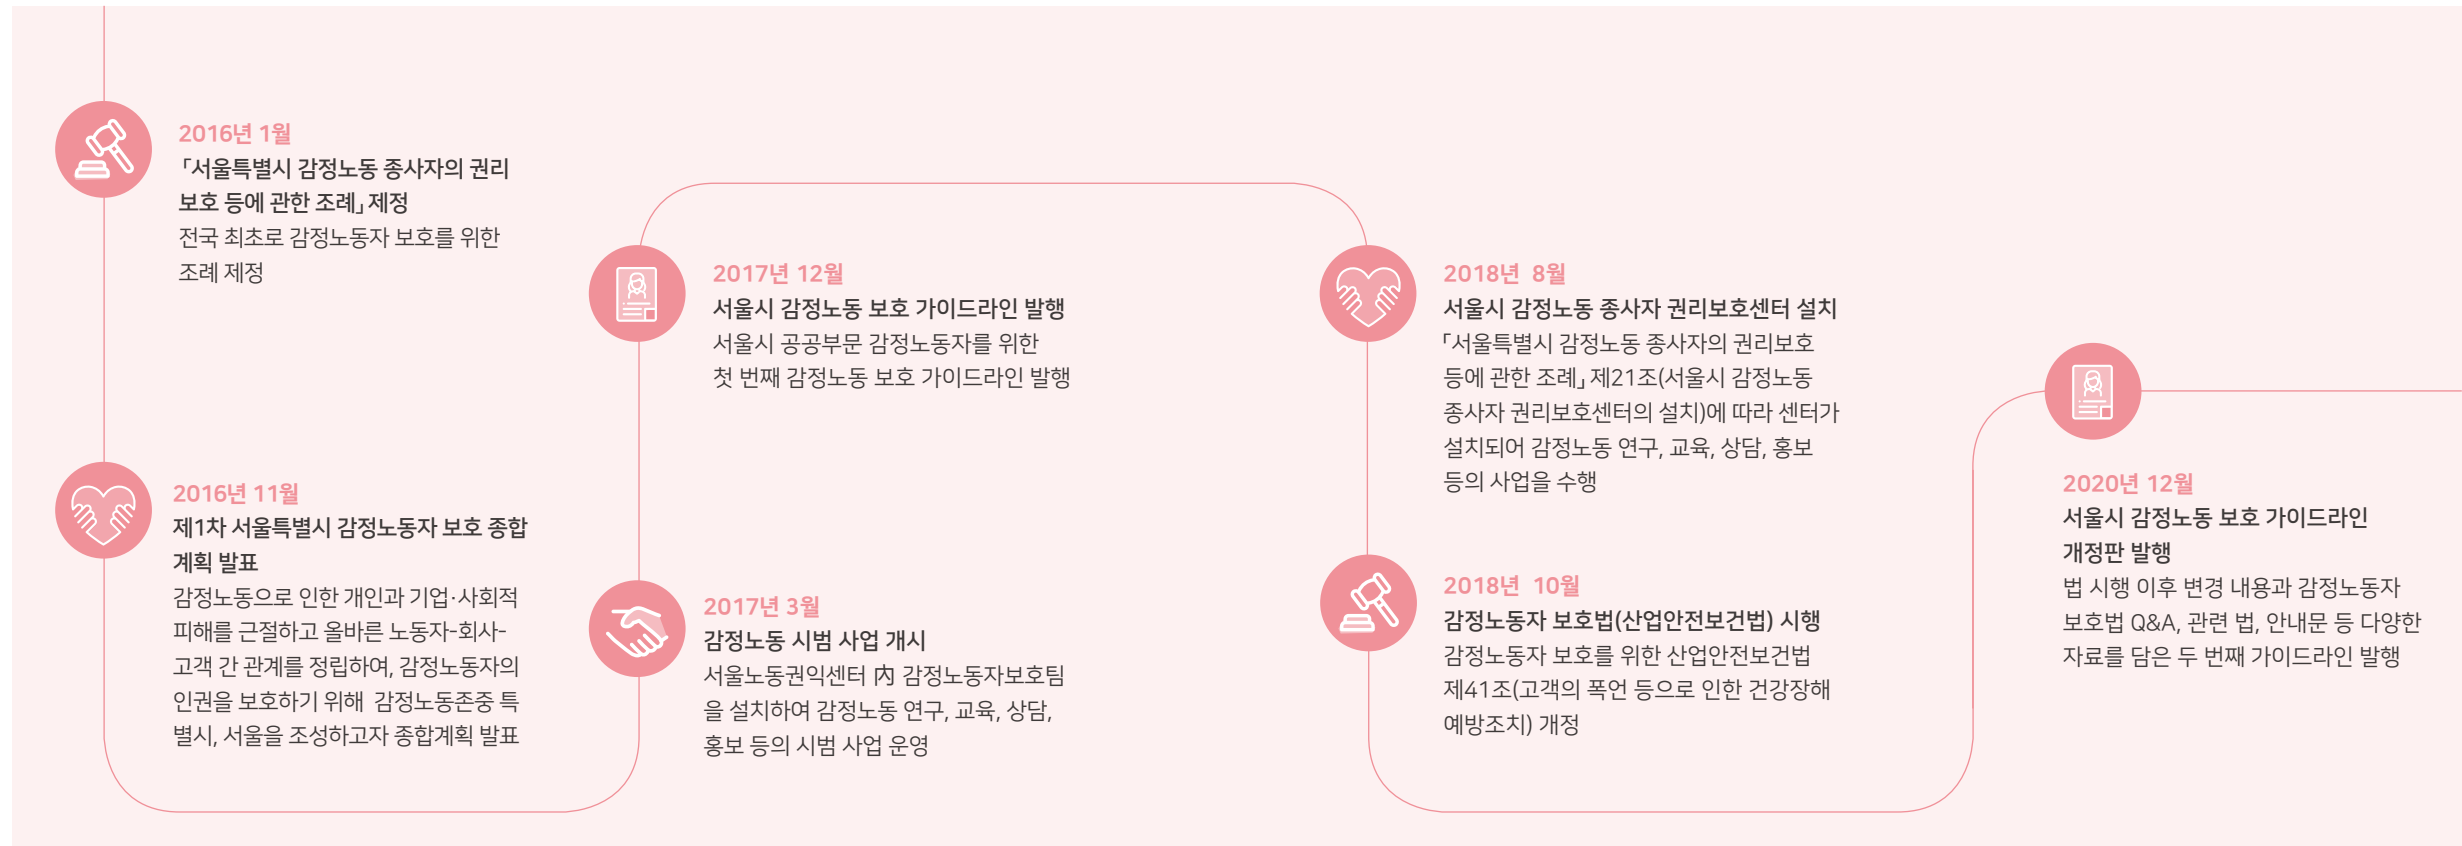 2016년 1월
「서울특별시 감정노동 종사자의 권리
보호 등에 관한 조례」 제정
전국 최초로 감정노동자 보호를 위한
조례 제정
2016년 11월
제1차 서울특별시 감정노동자 보호 종합
계획 발표
감정노동으로 인한 개인과 기업·사회적
피해를 근절하고 올바른 노동자-회사-
고객 간 관계를 정립하여, 감정노동자의
인권을 보호하기 위해 감정노동존중 특
별시, 서울을 조성하고자 종합계획 발표
2017년 3월
감정노동 시범 사업 개시
서울노동권익센터 內 감정노동자보호팀
을 설치하여 감정노동 연구, 교육, 상담,
홍보 등의 시범 사업 운영
2017년 12월
서울시 감정노동 보호 가이드라인 발행
서울시 공공부문 감정노동자를 위한
첫 번째 감정노동 보호 가이드라인 발행
2018년 8월
서울시 감정노동 종사자 권리보호센터 설치
「서울특별시 감정노동 종사자의 권리보호
등에 관한 조례」 제21조(서울시 감정노동
종사자 권리보호센터의 설치)에 따라 센터가
설치되어 감정노동 연구, 교육, 상담, 홍보
등의 사업을 수행
2018년 10월
감정노동자 보호법(산업안전보건법) 시행
감정노동자 보호를 위한 산업안전보건법
제41조(고객의 폭언 등으로 인한 건강장해
예방조치) 개정
2020년 12월
서울시 감정노동 보호 가이드라인
개정판 발행
법 시행 이후 변경 내용과 감정노동자
보호법 Q&A, 관련 법, 안내문 등 다양한
자료를 담은 두 번째 가이드라인 발행